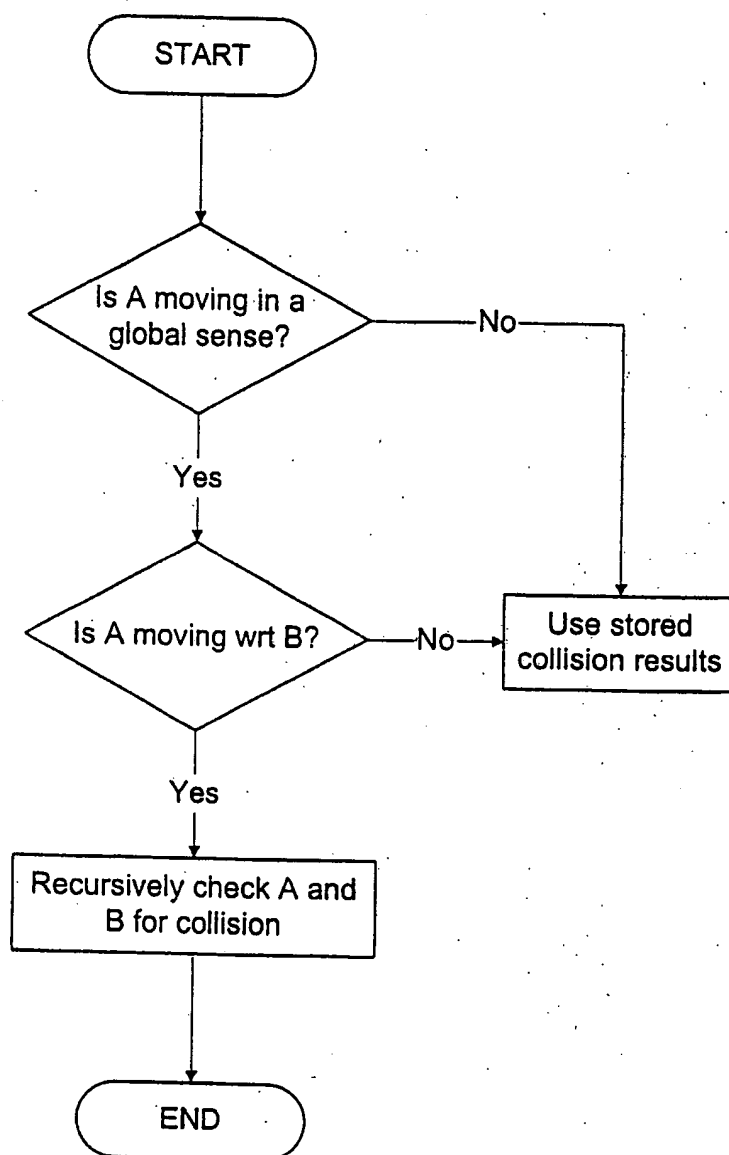 START
Is A moving in a
global sense?
No
Yes
Is A moving wrt B?
No
Use stored
collision results
Yes
Recursively check A and
B for collision
END